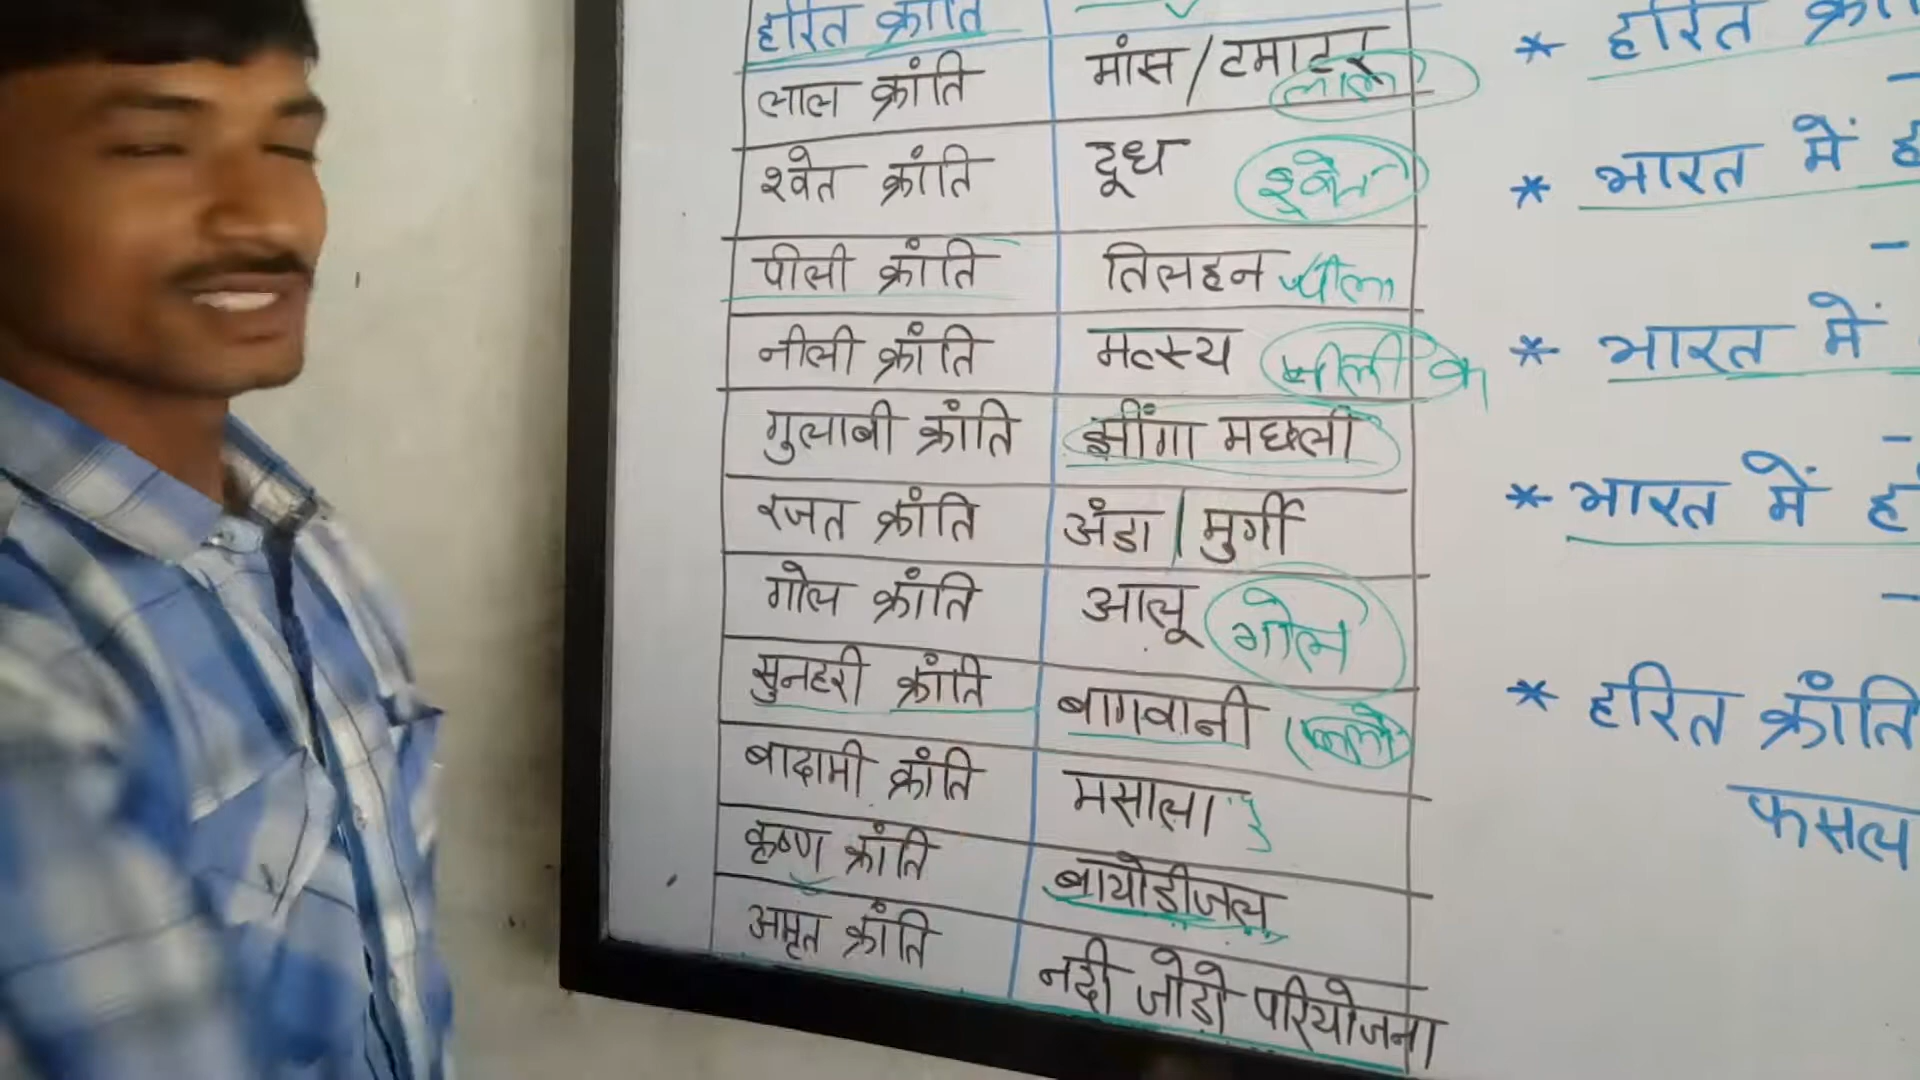 हरित क्रांति
लाल क्रांति मांस/टमाटर लाल
श्वेत क्रांति दूध श्वेत
पीली क्रांति तिलहन पीला
नीली क्रांति मत्स्य नीली
गुलाबी क्रांति झींगा मछली
रजत क्रांति अंडा|मुर्गी
गोल क्रांति आलू गोल
सुनहरी क्रांति बागवानी
बादामी क्रांति मसाला
कृष्ण क्रांति बायोडीजल
अमृत क्रांति नदी जोड़ो परियोजना
* हरित
* भारत में
-
* भारत में
-
* भारत में ह
-
* हरित क्रांति
फसल